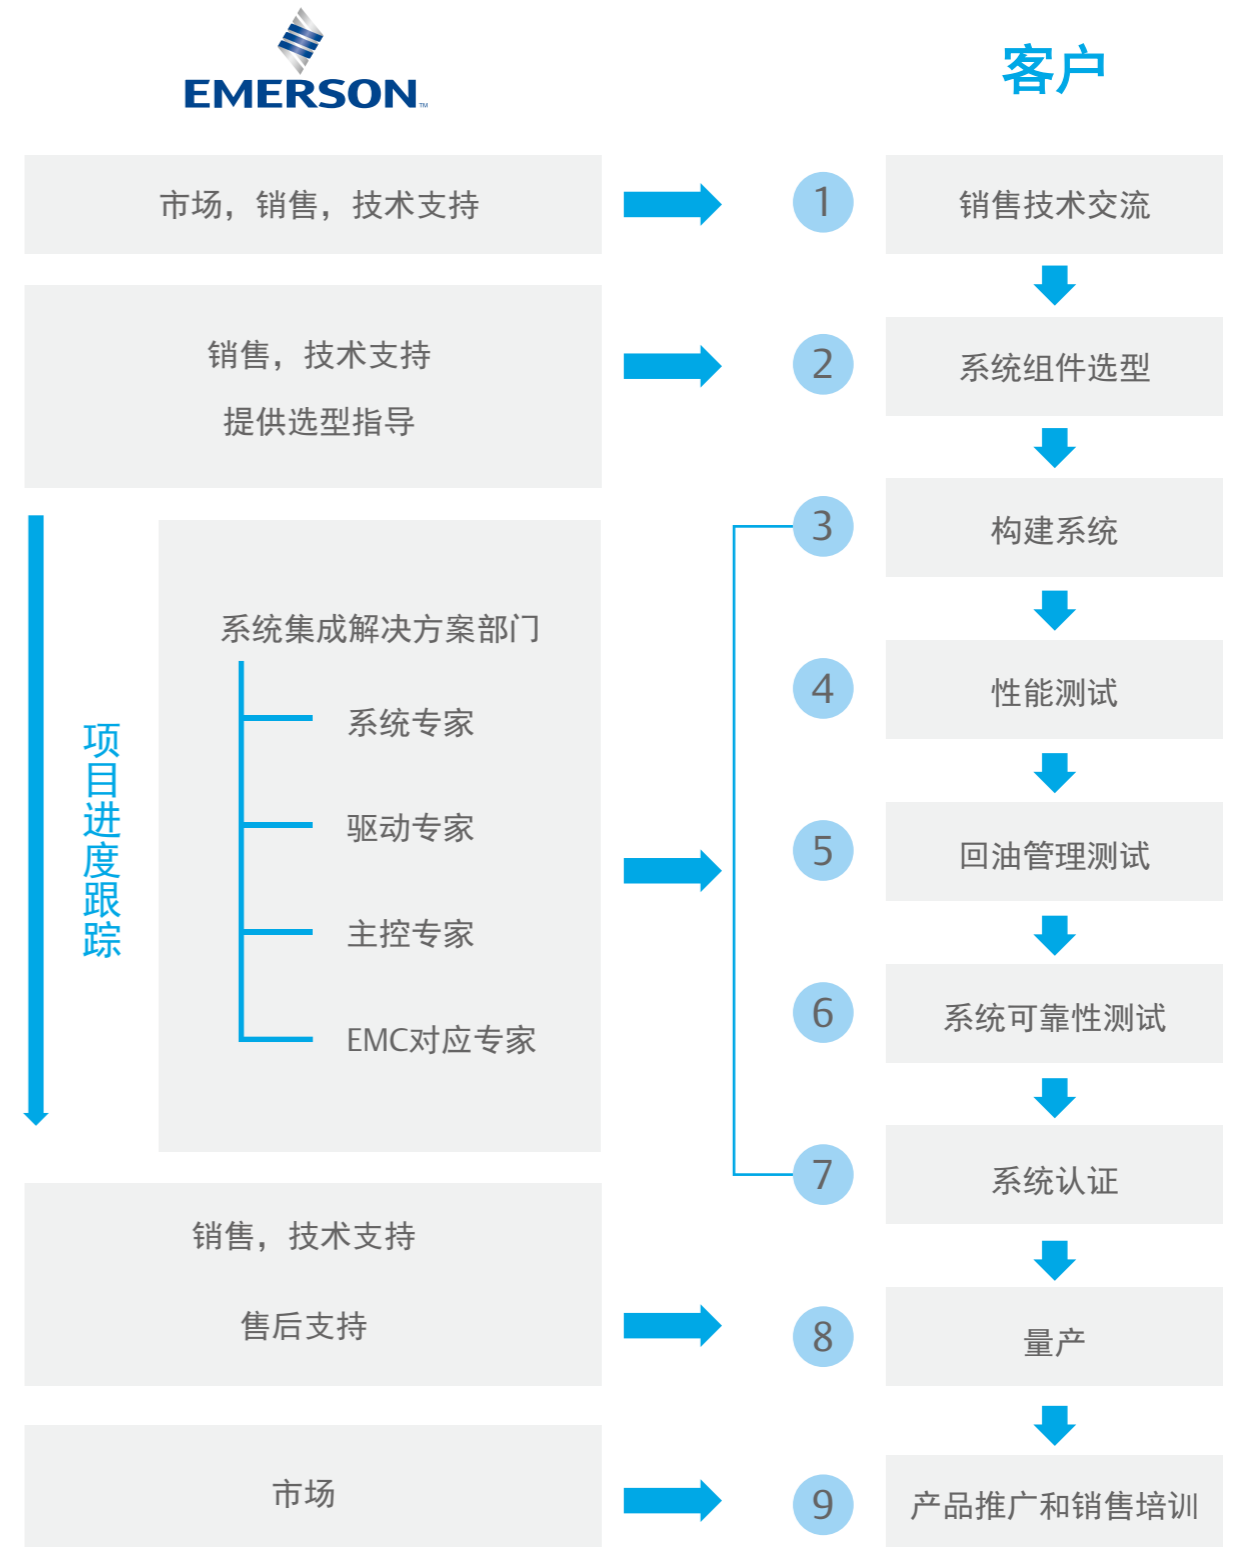 EMERSON™
客户
市场，销售，技术支持
1
销售技术交流
销售，技术支持
提供选型指导
2
系统组件选型
3
构建系统
项目进度跟踪
系统集成解决方案部门
系统专家
驱动专家
主控专家
EMC对应专家
4
性能测试
5
回油管理测试
6
系统可靠性测试
7
系统认证
销售，技术支持
售后支持
8
量产
市场
9
产品推广和销售培训